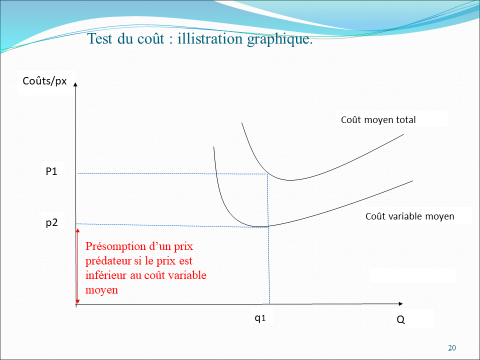 Test du coût : illistration graphique.
Coûts/px
Coût moyen total
P1
Coût variable moyen
p2
Présomption d'un prix
prédateur si le prix est
inférieur au coût variable
moyen
q1
Q
20